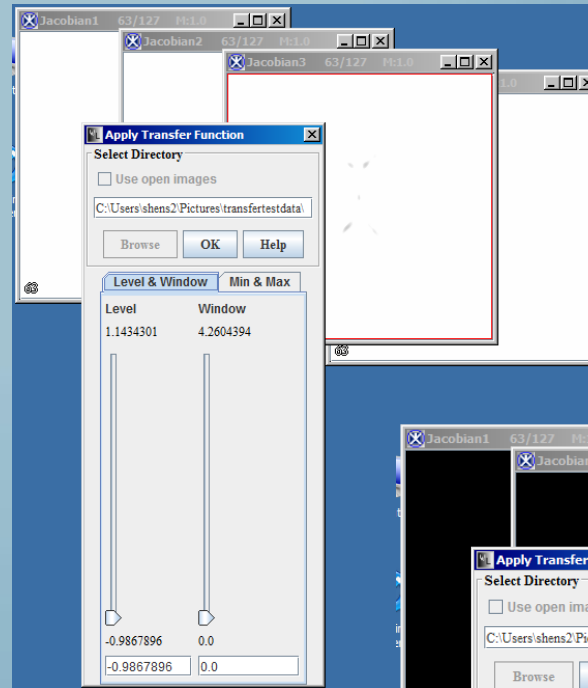 Jacobian1 63/127 M:1.0
Jacobian2 63/127 M:1.0
Jacobian3 63/127 M:1.0
1.0
Apply Transfer Function
Select Directory
Use open images
C:\Users\shens2\Pictures\transfertestdata\
Browse OK Help
Level & Window Min & Max
Level Window
1.1434301 4.2604394
-0.9867896 0.0
-0.9867896 0.0
63
63
Jacobian1 63/127 M:
Jacobian
Apply Transfer
Select Directory
Use open ima
C:\Users\shens2\Pic
Browse